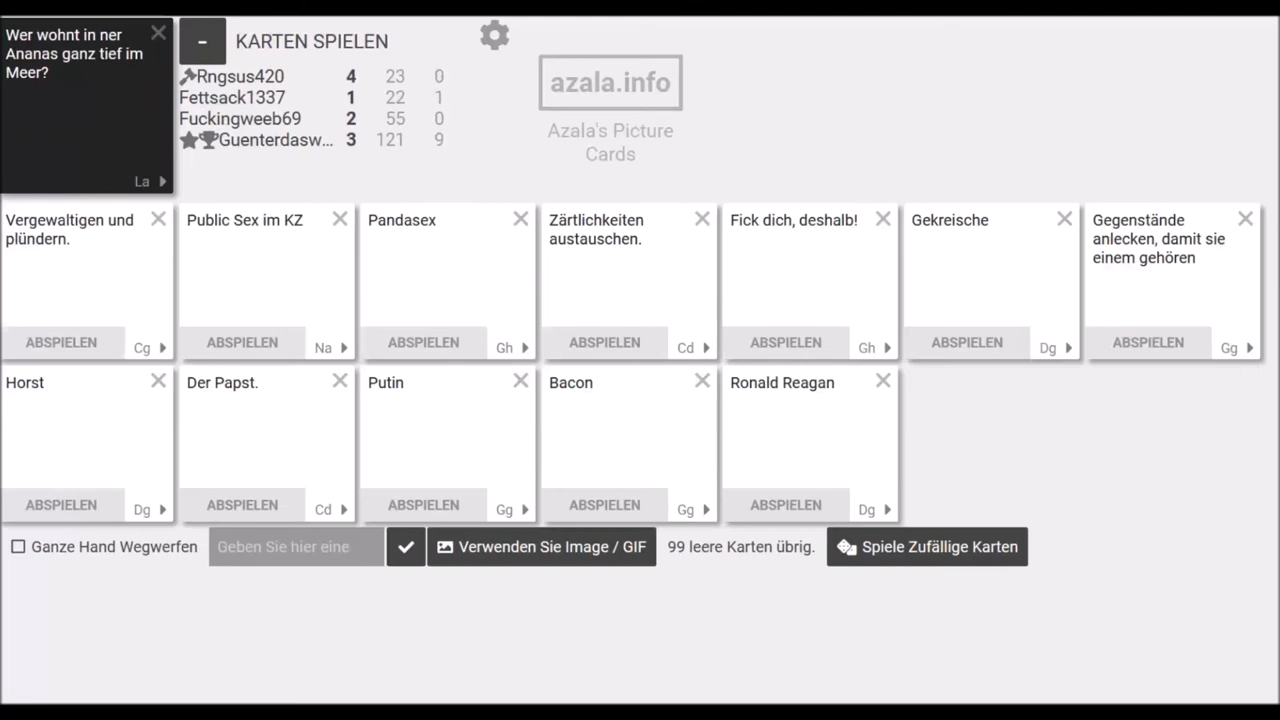 Wer wohnt in ner
Ananas ganz tief im
Meer?
La
-
KARTEN SPIELEN
Rngsus420 4 23 0
Fettsack1337 1 22 1
Fuckingweeb69 2 55 0
Guenterdasw... 3 121 9
azala.info
Azala's Picture
Cards
Vergewaltigen und
plündern.
ABSPIELEN
Cg
Public Sex im KZ
ABSPIELEN
Na
Pandasex
ABSPIELEN
Gh
Zärtlichkeiten
austauschen.
ABSPIELEN
Cd
Fick dich, deshalb!
ABSPIELEN
Gh
Gekreische
ABSPIELEN
Dg
Gegenstände
anlecken, damit sie
einem gehören
ABSPIELEN
Gg
Horst
ABSPIELEN
Dg
Der Papst.
ABSPIELEN
Cd
Putin
ABSPIELEN
Gg
Bacon
ABSPIELEN
Gg
Ronald Reagan
ABSPIELEN
Dg
Ganze Hand Wegwerfen
Geben Sie hier eine
Verwenden Sie Image / GIF
99 leere Karten übrig.
Spiele Zufällige Karten